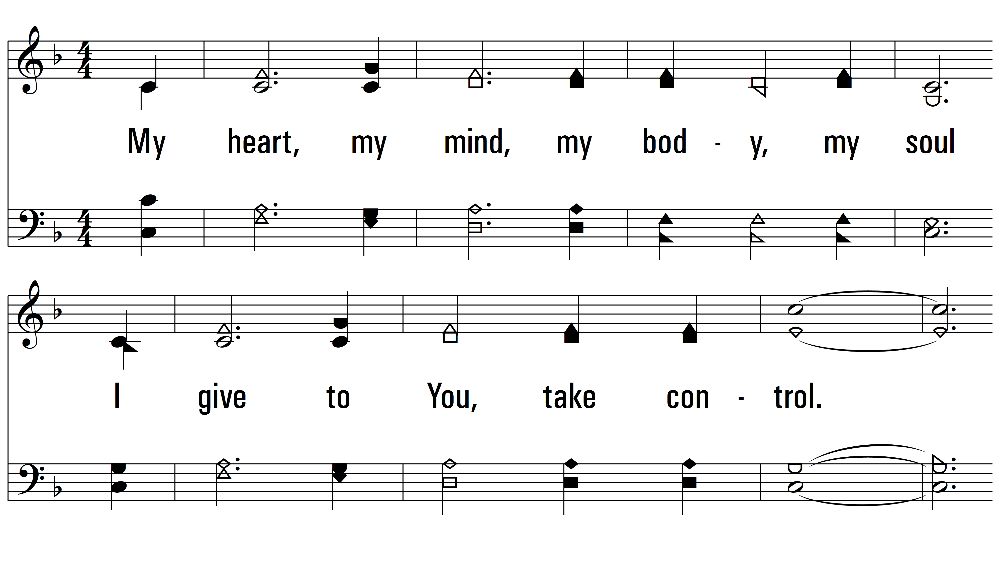 My heart, my mind, my bod - y, my soul
I give to You, take con - trol.